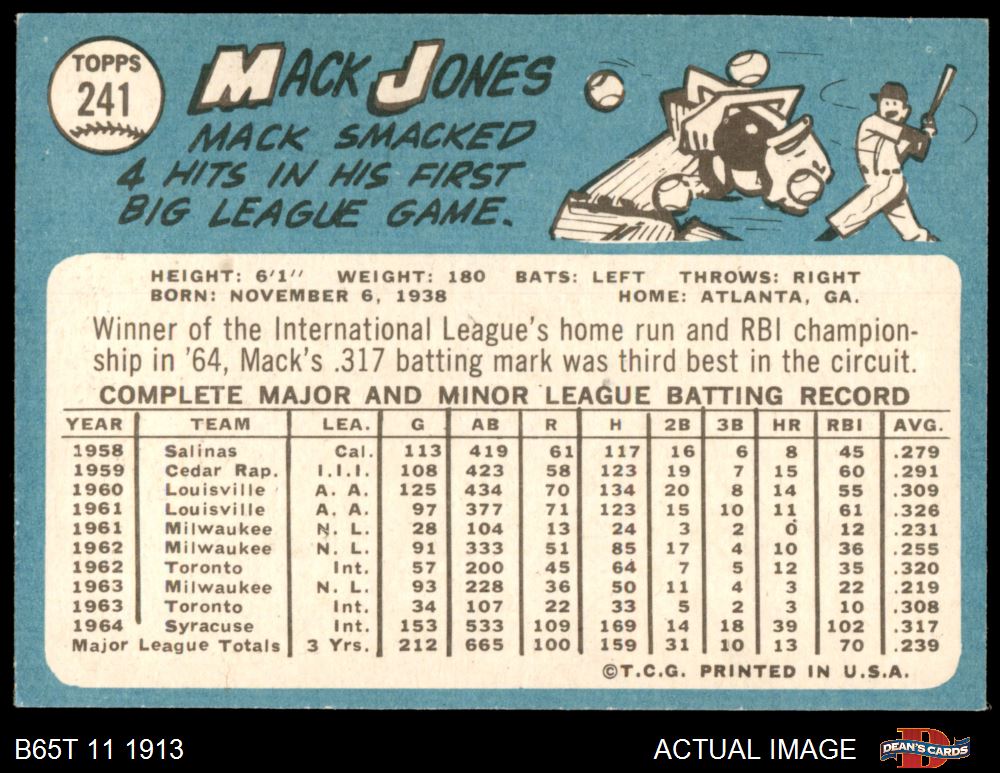 TOPPS
241
MACK JONES
MACK SMACKED
4 HITS IN HIS FIRST
BIG LEAGUE GAME.
HEIGHT: 6'1" WEIGHT: 180 BATS: LEFT THROWS: RIGHT
BORN: NOVEMBER 6, 1938 HOME: ATLANTA, GA.
Winner of the International League's home run and RBI champion-
ship in '64, Mack's .317 batting mark was third best in the circuit.
COMPLETE MAJOR AND MINOR LEAGUE BATTING RECORD
YEAR TEAM LEA. G AB R H 2B 3B HR RBI AVG.
1958 Salinas Cal. 113 419 61 117 16 6 8 45 .279
1959 Cedar Rap. I.I.I. 108 423 58 123 19 7 15 60 .291
1960 Louisville A. A. 125 434 70 134 20 8 14 55 .309
1961 Louisville A. A. 97 377 71 123 15 10 11 61 .326
1961 Milwaukee N. L. 28 104 13 24 3 2 0 12 .231
1962 Milwaukee N. L. 91 333 51 85 17 4 10 36 .255
1962 Toronto Int. 57 200 45 64 7 5 12 35 .320
1963 Milwaukee N. L. 93 228 36 50 11 4 3 22 .219
1963 Toronto Int. 34 107 22 33 5 2 3 10 .308
1964 Syracuse Int. 153 533 109 169 14 18 39 102 .317
Major League Totals 3 Yrs. 212 665 100 159 31 10 13 70 .239
©T.C.G. PRINTED IN U.S.A.
B65T 11 1913 ACTUAL IMAGE
DEAN'S CARDS